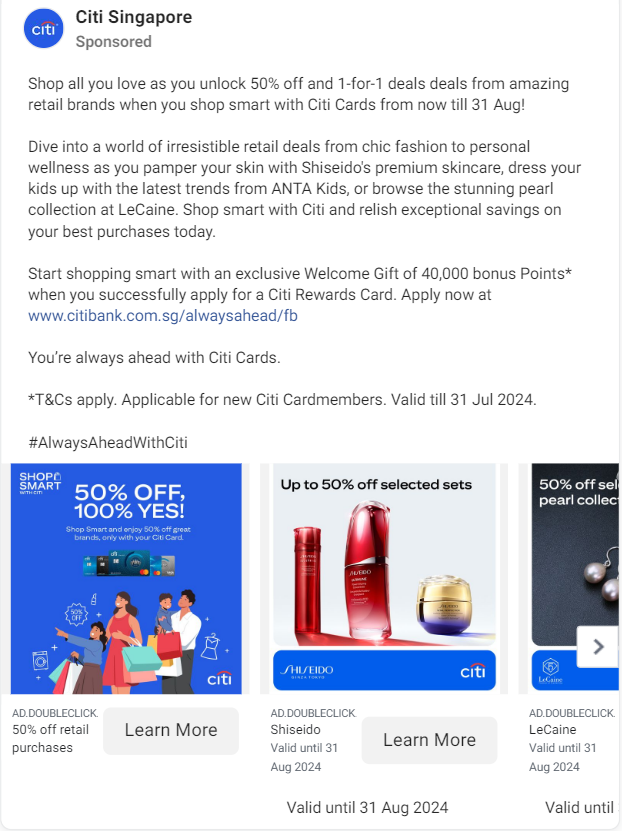 citi
Citi Singapore
Sponsored
Shop all you love as you unlock 50% off and 1-for-1 deals deals from amazing
retail brands when you shop smart with Citi Cards from now till 31 Aug!
Dive into a world of irresistible retail deals from chic fashion to personal
wellness as you pamper your skin with Shiseido's premium skincare, dress your
kids up with the latest trends from ANTA Kids, or browse the stunning pearl
collection at LeCaine. Shop smart with Citi and relish exceptional savings on
your best purchases today.
Start shopping smart with an exclusive Welcome Gift of 40,000 bonus Points*
when you successfully apply for a Citi Rewards Card. Apply now at
www.citibank.com.sg/alwaysahead/fb
You’re always ahead with Citi Cards.
*T&Cs apply. Applicable for new Citi Cardmembers. Valid till 31 Jul 2024.
#AlwaysAheadWithCiti
SHOP
SMART
WITH CITI
50% OFF,
100% YES!
Shop Smart and enjoy 50% off great
brands, only with your Citi Card.
50%
OFF
citi
Up to 50% off selected sets
SHISEIDO
SHISEIDO
SHISEIDO
GINZA TOKYO
citi
50% off sel
pearl collec
LeCaine
AD.DOUBLECLICK.
50% off retail
purchases
Learn More
AD.DOUBLECLICK.
Shiseido
Valid until 31
Aug 2024
Learn More
AD.DOUBLECLICK.
LeCaine
Valid until 31
Aug 2024
Valid until 31 Aug 2024
Valid until